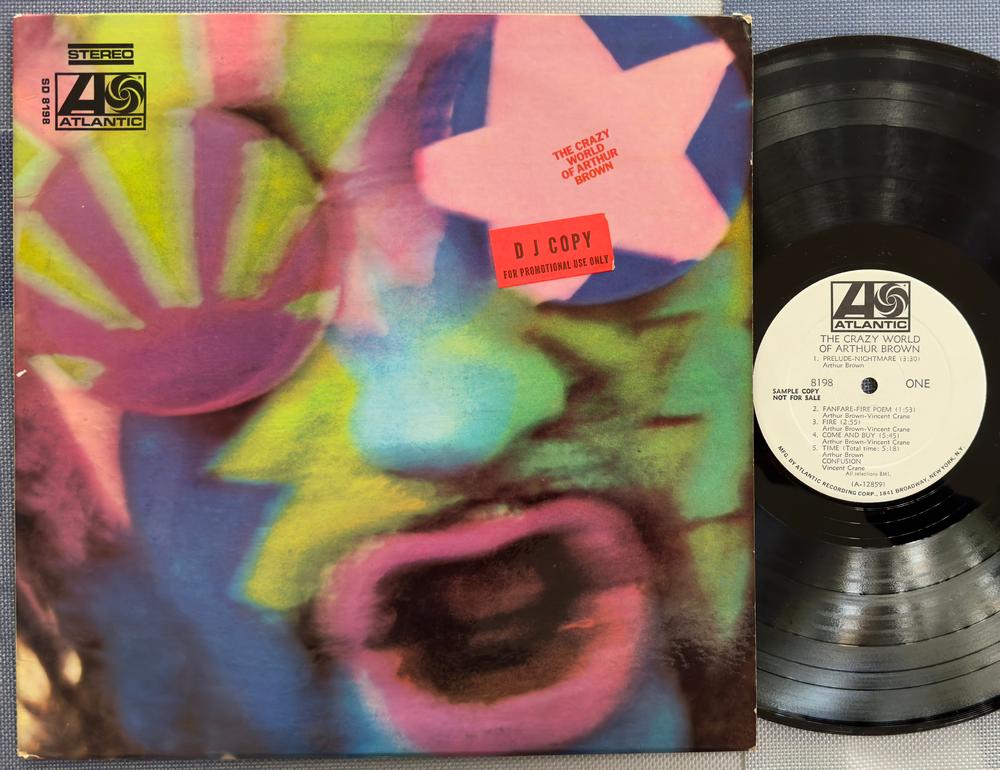 STEREO
ATLANTIC
SD 8198
THE CRAZY
WORLD
OF ARTHUR
BROWN
D J COPY
FOR PROMOTIONAL USE ONLY
ATLANTIC
THE CRAZY WORLD
OF ARTHUR BROWN
1. PRELUDE-NIGHTMARE (3:30)
Arthur Brown
8198
ONE
SAMPLE COPY
NOT FOR SALE
2. FANFARE-FIRE POEM (1:53)
Arthur Brown-Vincent Crane
3. FIRE (2:55)
Arthur Brown-Vincent Crane
4. COME AND BUY (5:45)
Arthur Brown-Vincent Crane
5. TIME (Total time: 5:18)
Arthur Brown
CONFUSION
Vincent Crane
All selections BMI.
(A-12859)
MFG. BY ATLANTIC RECORDING CORP., 1841 BROADWAY, NEW YORK, N.Y.